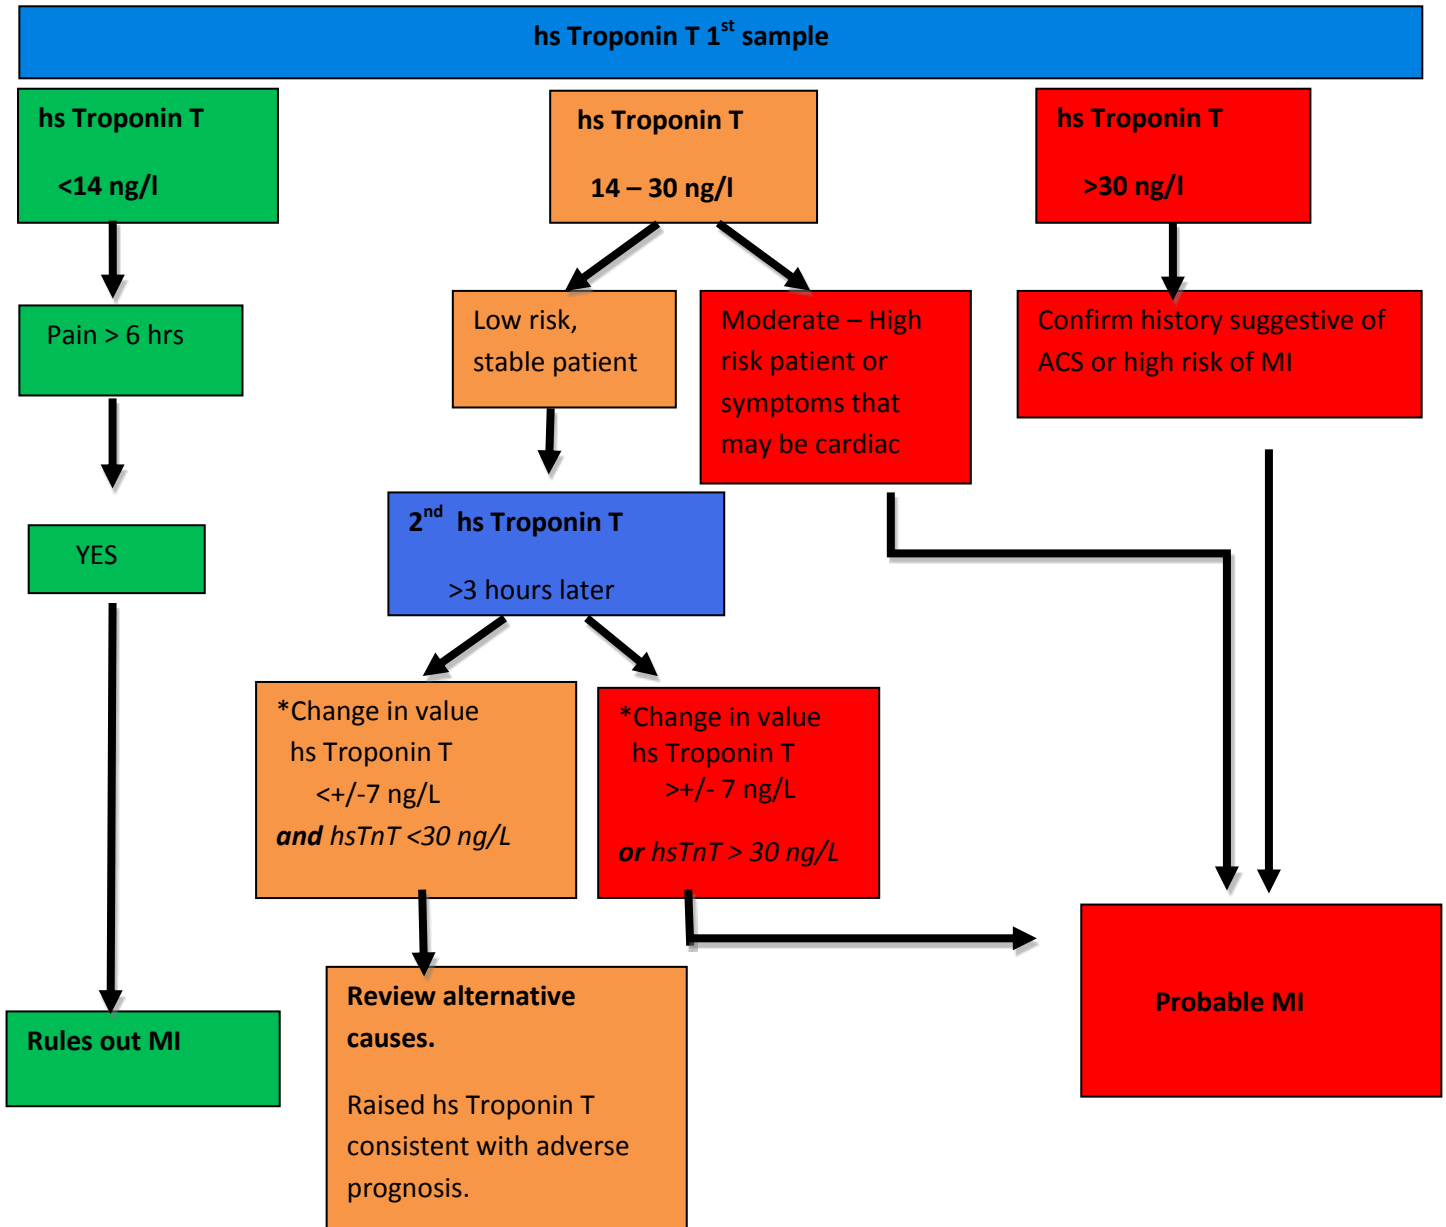 hs Troponin T 1st sample
hs Troponin T
<14 ng/l
hs Troponin T
14 – 30 ng/l
hs Troponin T
>30 ng/l
Pain > 6 hrs
Low risk,
stable patient
Moderate – High
risk patient or
symptoms that
may be cardiac
Confirm history suggestive of
ACS or high risk of MI
YES
2nd hs Troponin T
>3 hours later
*Change in value
hs Troponin T
<+/-7 ng/L
and hsTnT <30 ng/L
*Change in value
hs Troponin T
>+/- 7 ng/L
or hsTnT > 30 ng/L
Rules out MI
Review alternative
causes.
Raised hs Troponin T
consistent with adverse
prognosis.
Probable MI